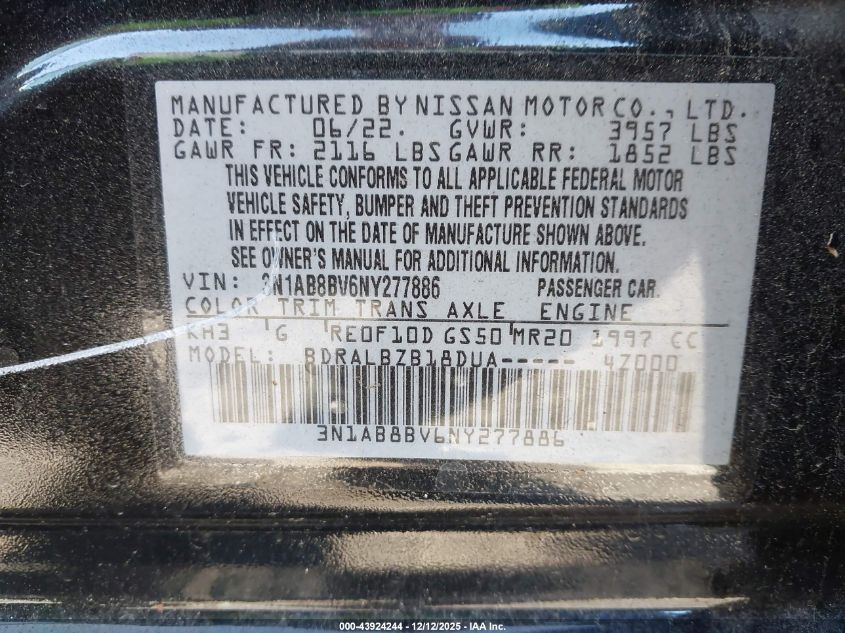 MANUFACTURED BY NISSAN MOTOR CO., LTD.
DATE: 06/22. GVWR: 3957 LBS
GAWR FR: 2116 LBS GAWR RR: 1852 LBS
THIS VEHICLE CONFORMS TO ALL APPLICABLE FEDERAL MOTOR
VEHICLE SAFETY, BUMPER AND THEFT PREVENTION STANDARDS
IN EFFECT ON THE DATE OF MANUFACTURE SHOWN ABOVE.
SEE OWNER'S MANUAL FOR ADDITIONAL INFORMATION.
VIN: 3N1AB8BV6NY277886 PASSENGER CAR.
COLOR TRIM TRANS AXLE ENGINE
KH3 G RE0F10D GS50 MR20 1997 CC
MODEL: BDRALBZB18DUA----- 4Z000
3N1AB8BV6NY277886
000-43924244 - 12/12/2025 - IAA Inc.